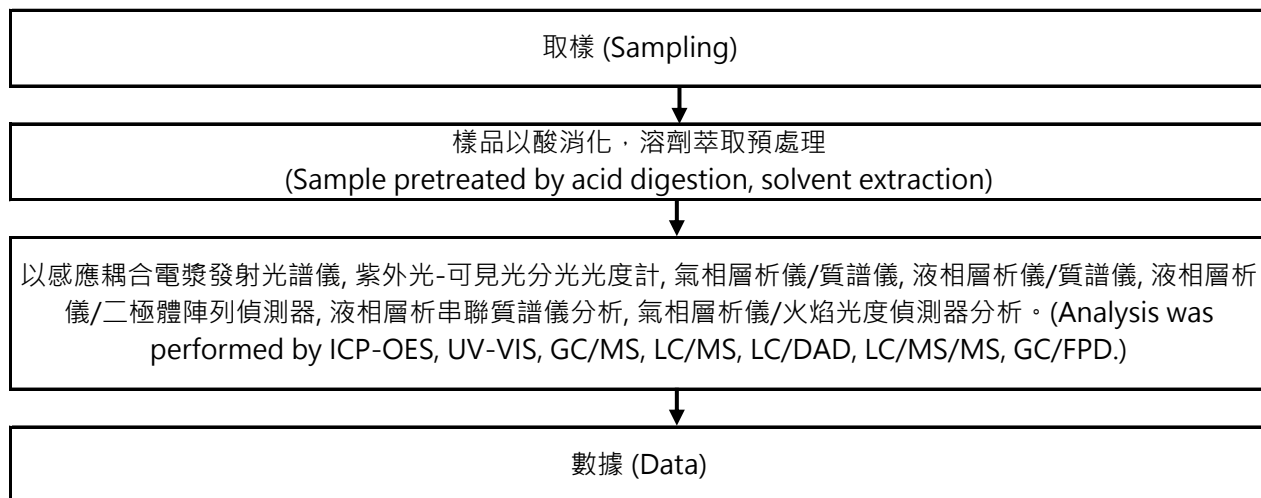 取樣 (Sampling)
樣品以酸消化，溶劑萃取預處理
(Sample pretreated by acid digestion, solvent extraction)
以感應耦合電漿發射光譜儀, 紫外光-可見光分光光度計, 氣相層析儀/質譜儀, 液相層析儀/質譜儀, 液相層析
儀/二極體陣列偵測器, 液相層析串聯質譜儀分析, 氣相層析儀/火焰光度偵測器分析。(Analysis was
performed by ICP-OES, UV-VIS, GC/MS, LC/MS, LC/DAD, LC/MS/MS, GC/FPD.)
數據 (Data)